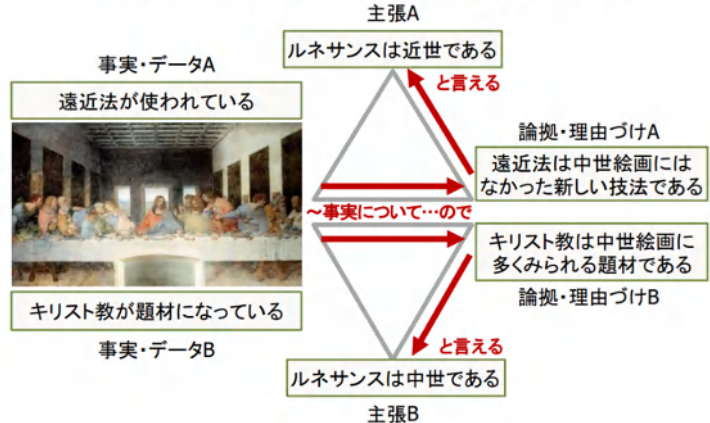 主張A
ルネサンスは近世である
事実・データA
遠近法が使われている
と言える
論拠・理由づけA
遠近法は中世絵画には
なかった新しい技法である
～事実について…ので
キリスト教は中世絵画に
多くみられる題材である
論拠・理由づけB
キリスト教が題材になっている
事実・データB
と言える
ルネサンスは中世である
主張B